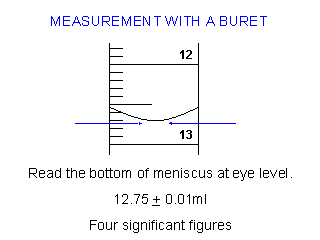 MEASUREMENT WITH A BURET
12
13
Read the bottom of meniscus at eye level.
12.75 ± 0.01ml
Four significant figures